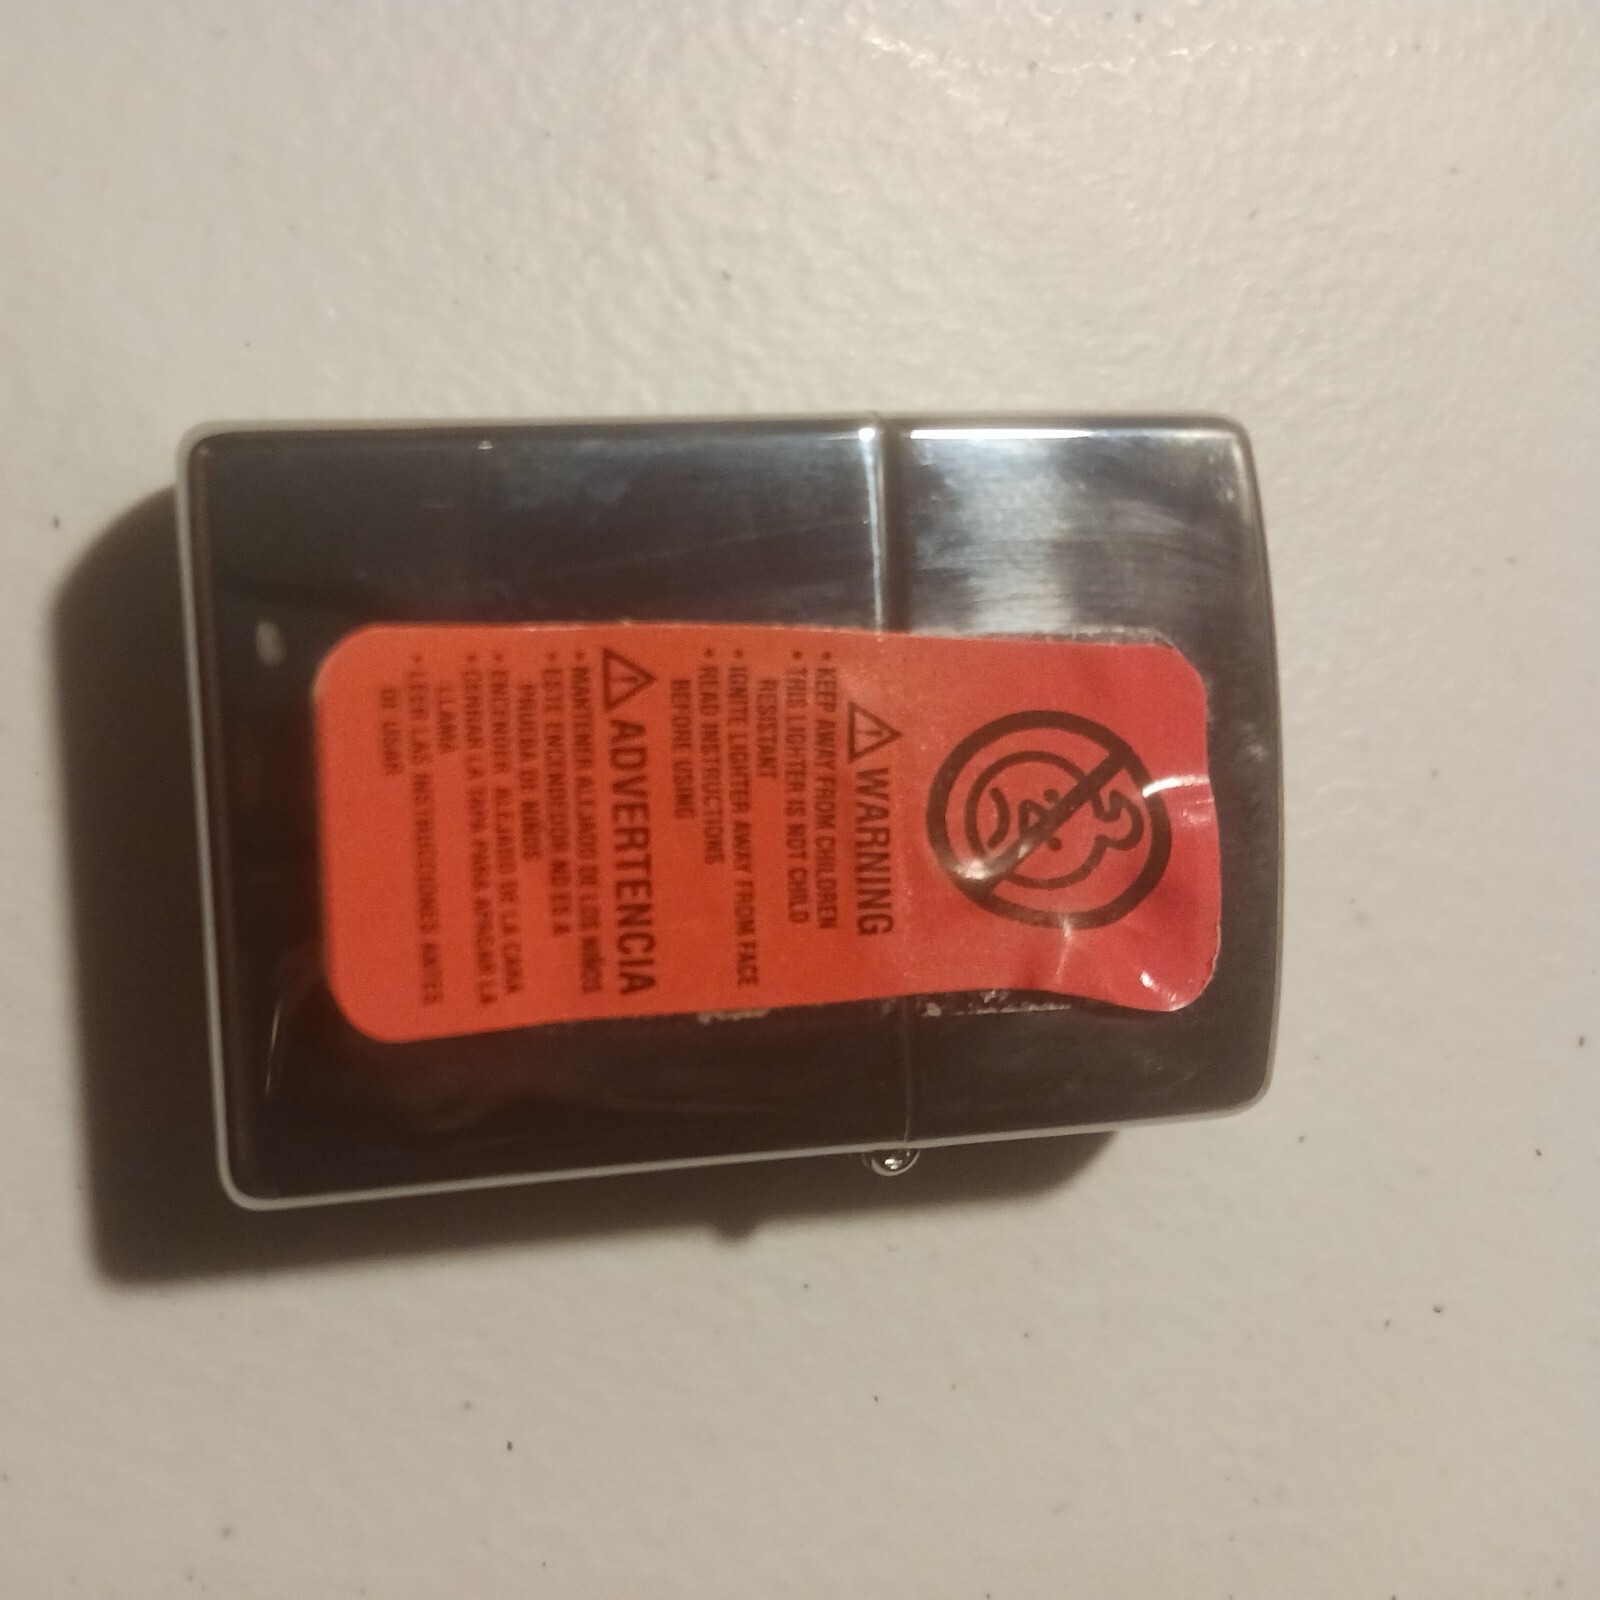 WARNING
• KEEP AWAY FROM CHILDREN
• THIS LIGHTER IS NOT CHILD
RESISTANT
• IGNITE LIGHTER AWAY FROM FACE
• READ INSTRUCTIONS
BEFORE USING
ADVERTENCIA
• MANTENER ALEJADO DE LOS NIÑOS
• ESTE ENCENDEDOR NO ES A
PRUEBA DE NIÑOS
• ENCENDER ALEJADO DE LA CARA
• CERRAR LA TAPA PARA APAGAR LA
LLAMA
• LEER LAS INSTRUCCIONES ANTES
DE USAR